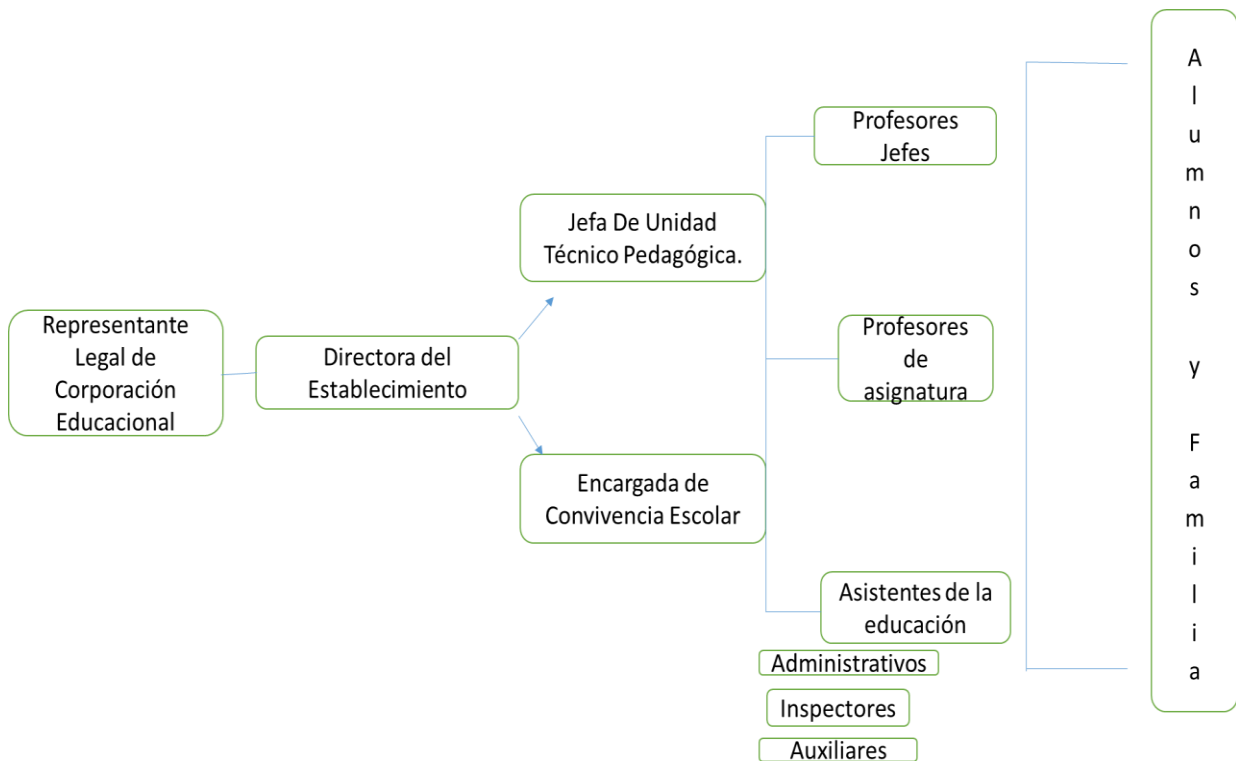 Representante
Legal de
Corporación
Educacional
Directora del
Establecimiento
Jefa De Unidad
Técnico Pedagógica.
Encargada de
Convivencia Escolar
Profesores
Jefes
Profesores
de
asignatura
Asistentes de la
educación
Administrativos
Inspectores
Auxiliares
A
l
u
m
n
o
s
y
F
a
m
i
l
i
a